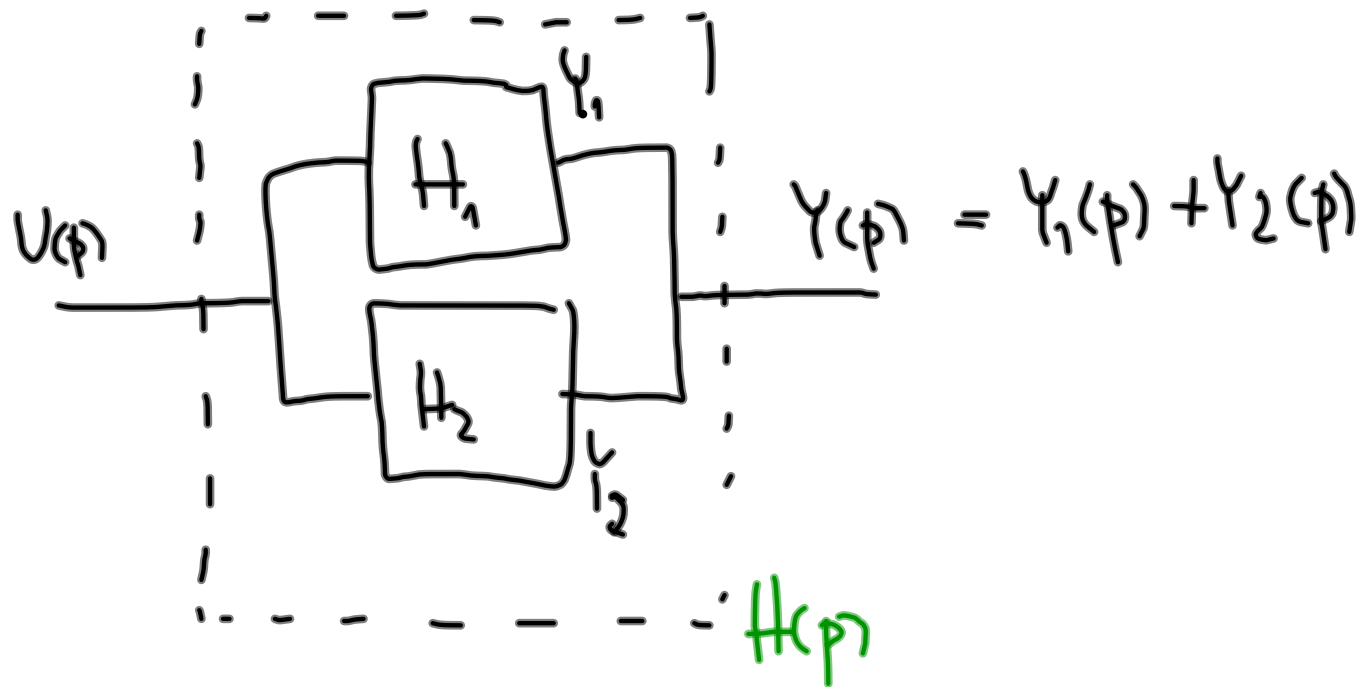 Y₁
H₁
U(p)
Y(p) = Y₁(p) + Y₂(p)
H₂
Y₂
H(p)